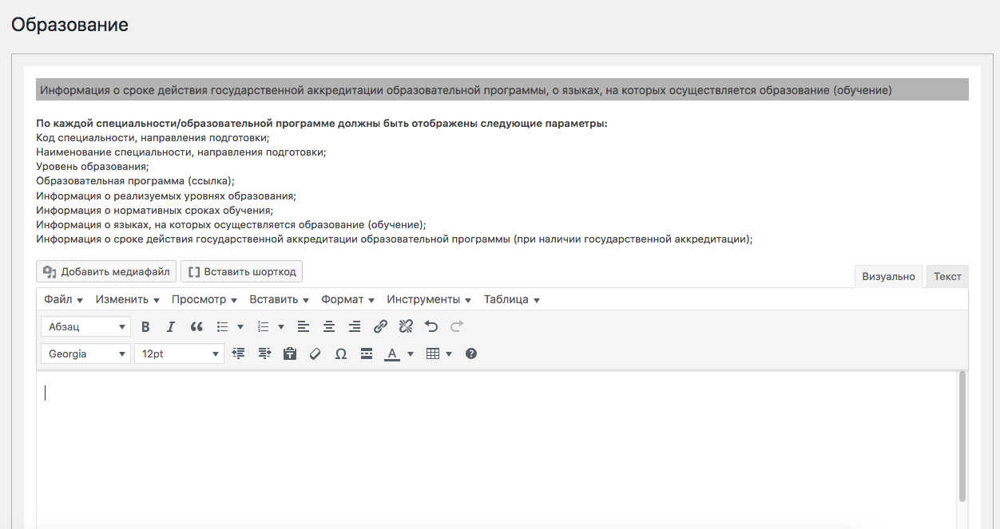 Образование
Информация о сроке действия государственной аккредитации образовательной программы, о языках, на которых осуществляется образование (обучение)
По каждой специальности/образовательной программе должны быть отображены следующие параметры:
Код специальности, направления подготовки;
Наименование специальности, направления подготовки;
Уровень образования;
Образовательная программа (ссылка);
Информация о реализуемых уровнях образования;
Информация о нормативных сроках обучения;
Информация о языках, на которых осуществляется образование (обучение);
Информация о сроке действия государственной аккредитации образовательной программы (при наличии государственной аккредитации);
Добавить медиафайл Вставить шорткод
Визуально Текст
Файл Изменить Просмотр Вставить Формат Инструменты Таблица
Абзац
Georgia 12pt